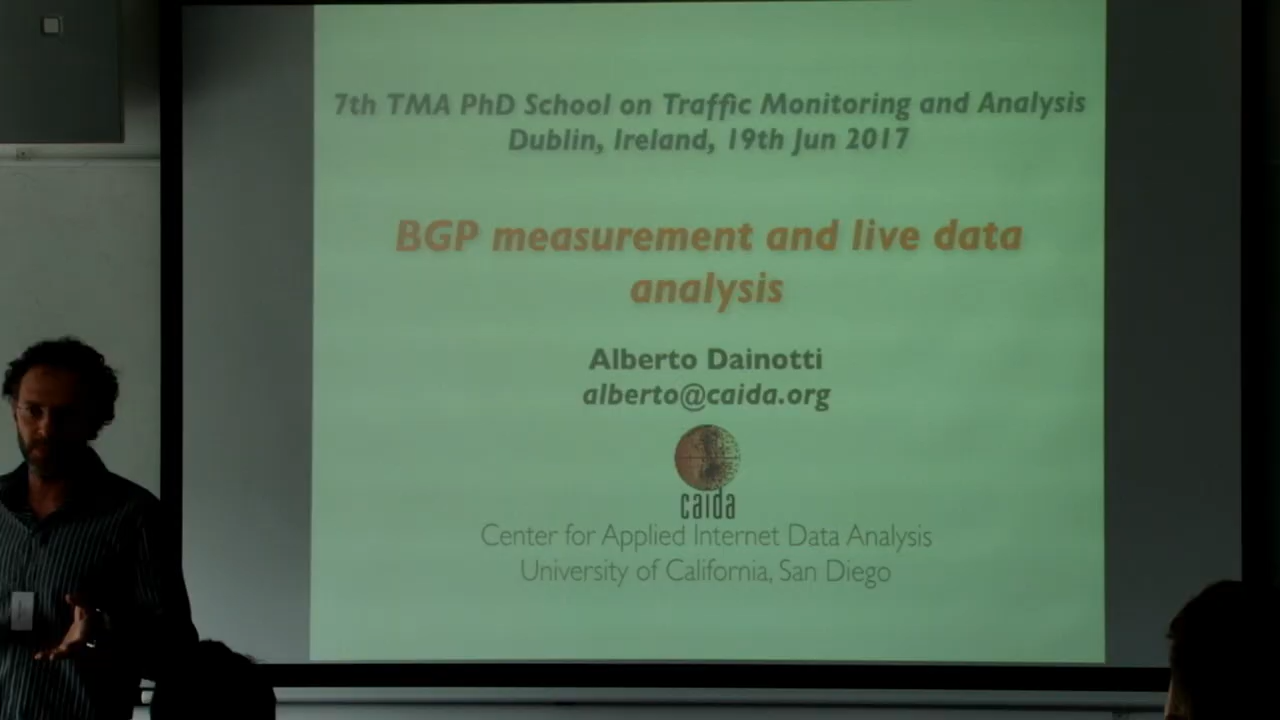 7th TMA PhD School on Traffic Monitoring and Analysis
Dublin, Ireland, 19th Jun 2017
BGP measurement and live data
analysis
Alberto Dainotti
alberto@caida.org
caida
Center for Applied Internet Data Analysis
University of California, San Diego